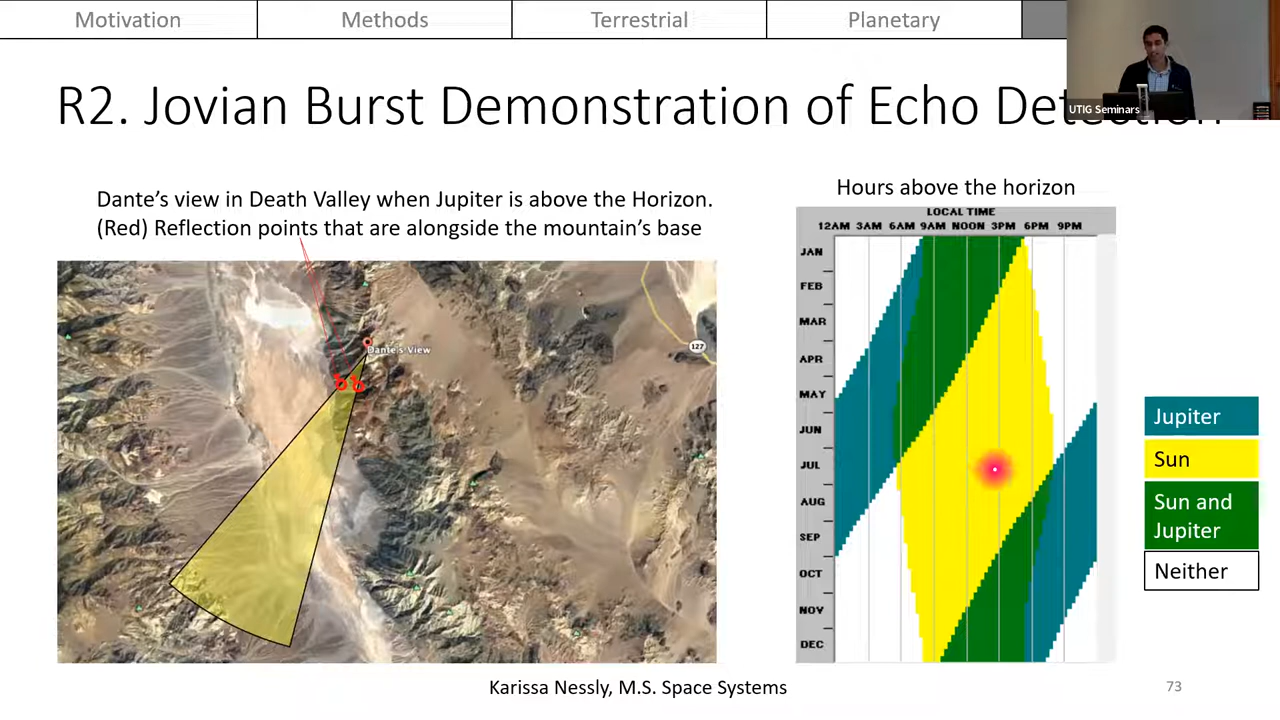 Motivation
Methods
Terrestrial
Planetary
UTIG Seminars
R2. Jovian Burst Demonstration of Echo Detection
Dante's view in Death Valley when Jupiter is above the Horizon.
(Red) Reflection points that are alongside the mountain's base
Dante's View
127
Hours above the horizon
LOCAL TIME
12AM 3AM 6AM 9AM NOON 3PM 6PM 9PM
JAN
FEB
MAR
APR
MAY
JUN
JUL
AUG
SEP
OCT
NOV
DEC
Jupiter
Sun
Sun and
Jupiter
Neither
Karissa Nessly, M.S. Space Systems
73